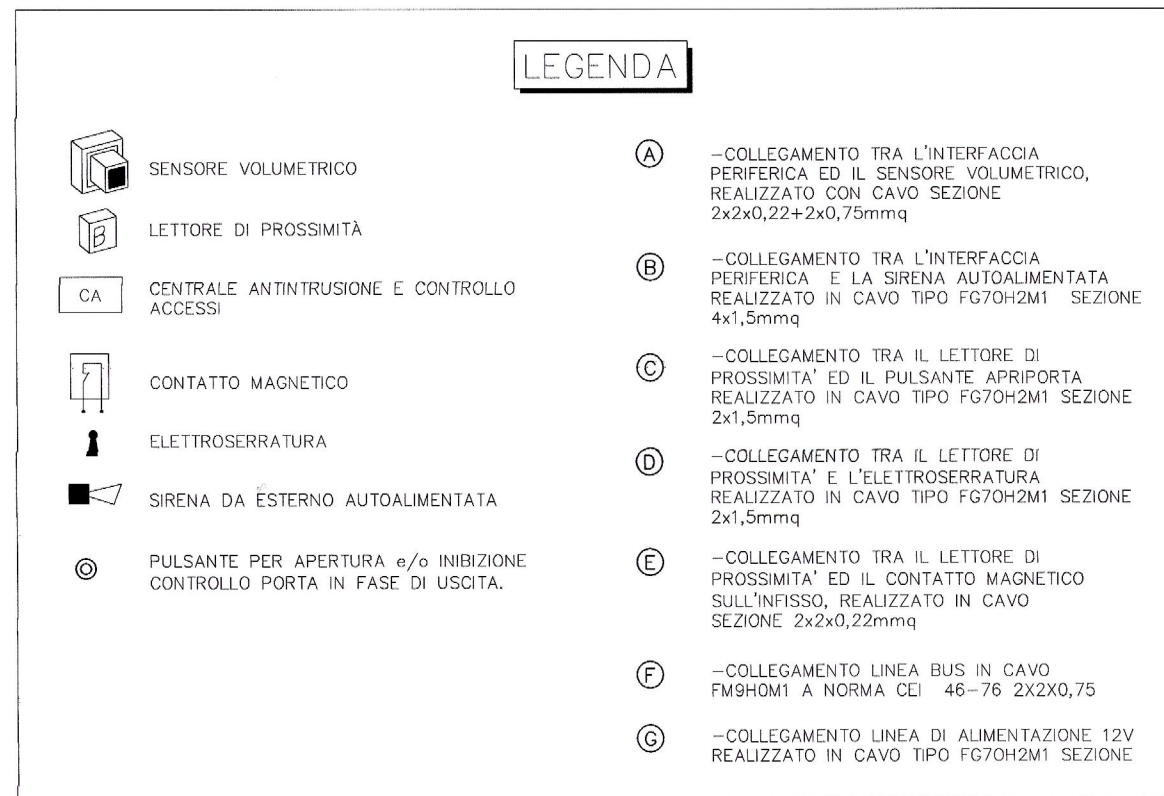 LEGENDA
SENSORE VOLUMETRICO
B
LETTORE DI PROSSIMITÀ
CA
CENTRALE ANTINTRUSIONE E CONTROLLO
ACCESSI
CONTATTO MAGNETICO
ELETTROSERRATURA
SIRENA DA ESTERNO AUTOALIMENTATA
PULSANTE PER APERTURA e/o INIBIZIONE
CONTROLLO PORTA IN FASE DI USCITA.
A
-COLLEGAMENTO TRA L'INTERFACCIA
PERIFERICA ED IL SENSORE VOLUMETRICO,
REALIZZATO CON CAVO SEZIONE
2x2x0,22+2x0,75mmq
B
-COLLEGAMENTO TRA L'INTERFACCIA
PERIFERICA E LA SIRENA AUTOALIMENTATA
REALIZZATO IN CAVO TIPO FG7OH2M1 SEZIONE
4x1,5mmq
C
-COLLEGAMENTO TRA IL LETTORE DI
PROSSIMITA' ED IL PULSANTE APRIPORTA
REALIZZATO IN CAVO TIPO FG7OH2M1 SEZIONE
2x1,5mmq
D
-COLLEGAMENTO TRA IL LETTORE DI
PROSSIMITA' E L'ELETTROSERRATURA
REALIZZATO IN CAVO TIPO FG7OH2M1 SEZIONE
2x1,5mmq
E
-COLLEGAMENTO TRA IL LETTORE DI
PROSSIMITA' ED IL CONTATTO MAGNETICO
SULL'INFISSO, REALIZZATO IN CAVO
SEZIONE 2x2x0,22mmq
F
-COLLEGAMENTO LINEA BUS IN CAVO
FM9HOM1 A NORMA CEI 46-76 2X2X0,75
G
-COLLEGAMENTO LINEA DI ALIMENTAZIONE 12V
REALIZZATO IN CAVO TIPO FG7OH2M1 SEZIONE